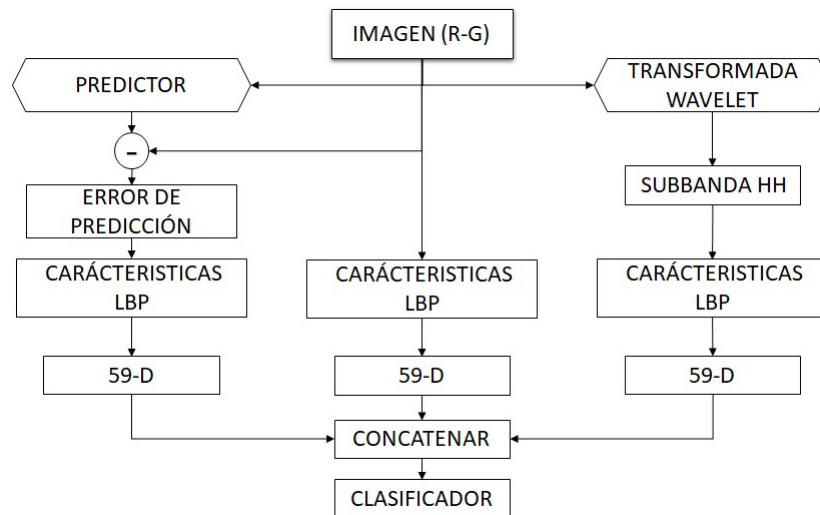 IMAGEN (R-G)
PREDICTOR
TRANSFORMADA
WAVELET
-
ERROR DE
PREDICCIÓN
SUBBANDA HH
CARÁCTERISTICAS
LBP
CARÁCTERISTICAS
LBP
CARÁCTERISTICAS
LBP
59-D
59-D
59-D
CONCATENAR
CLASIFICADOR